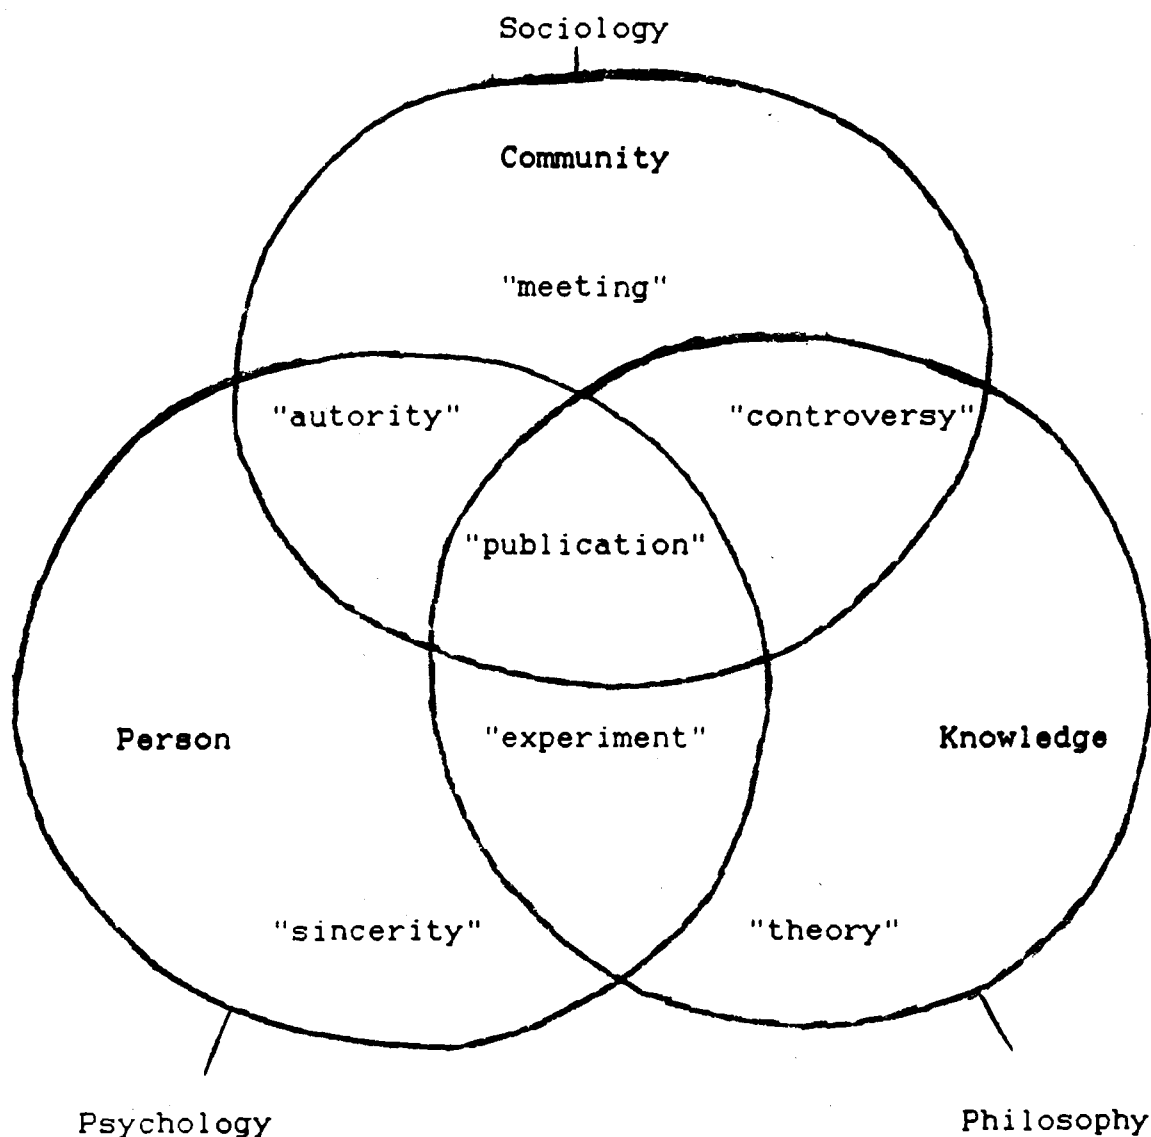 Sociology
Community
"meeting"
"autority" "controversy"
"publication"
Person "experiment" Knowledge
"sincerity" "theory"
Psychology Philosophy